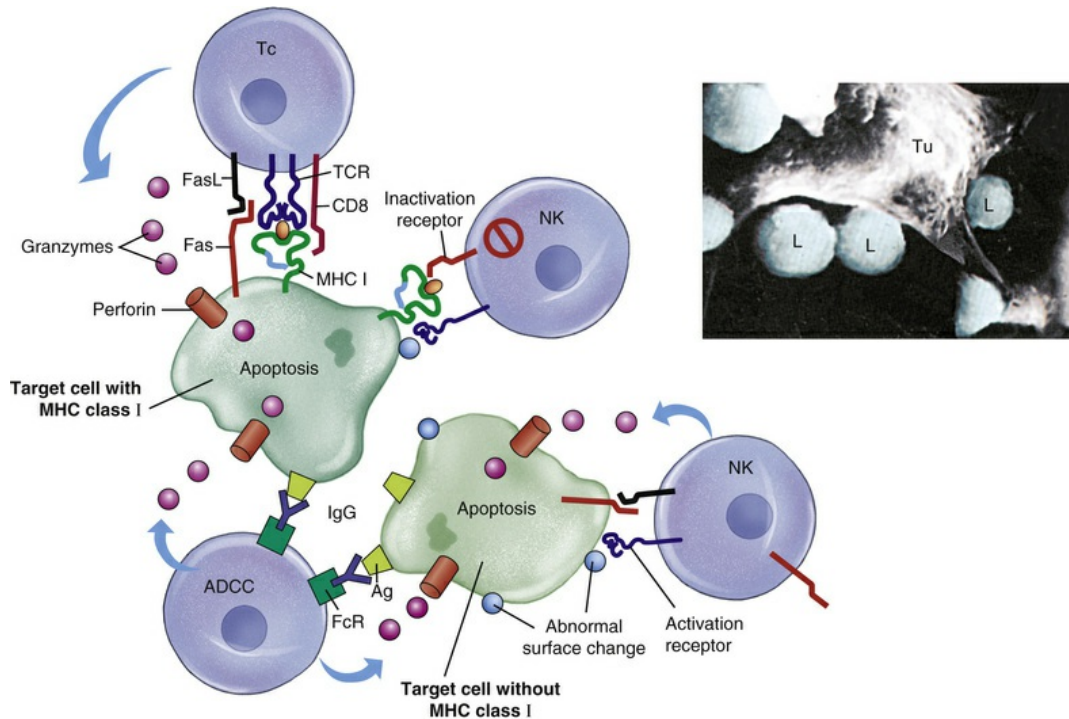 Tc
FasL
TCR
CD8
Granzymes
Fas
MHC I
Perforin
Apoptosis
Target cell with
MHC class I
Inactivation
receptor
NK
Tu
L
L
L
IgG
ADCC
FcR
Ag
Apoptosis
NK
Abnormal
surface change
Activation
receptor
Target cell without
MHC class I